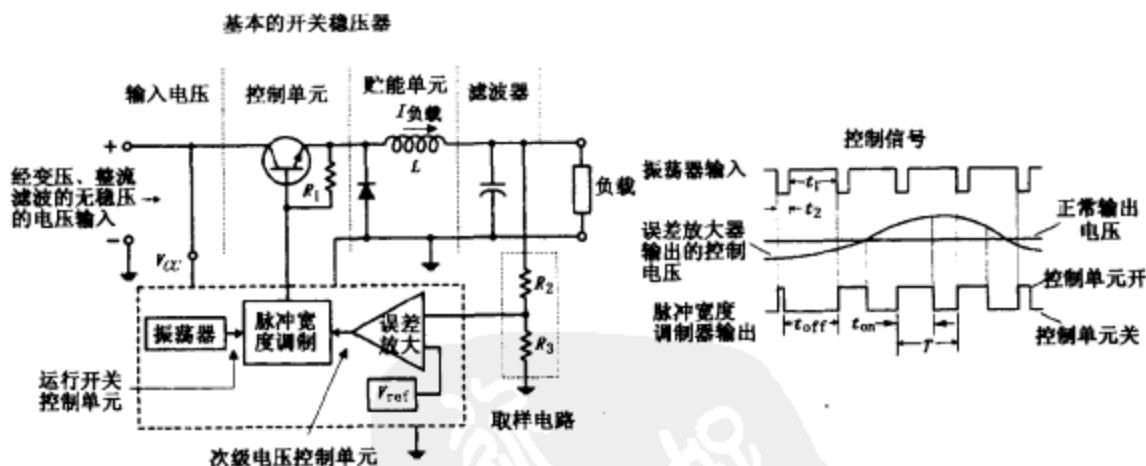 基本的开关稳压器
输入电压
控制单元
贮能单元
滤波器
I负载
+
经变压、整流
滤波的无稳压
的电压输入
−
R1
L
负载
VCC
R2
R3
振荡器
脉冲宽
度调制
误差
放大
Vref
运行开关
控制单元
取样电路
次级电压控制单元
控制信号
振荡器输入
t1
t2
误差放大器
输出的控制
电压
正常输出
电压
脉冲宽度
调制器输出
toff
ton
T
控制单元开
控制单元关